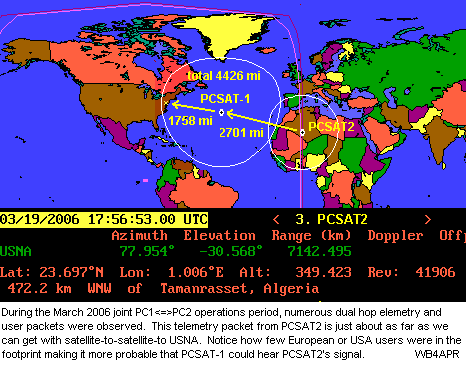 total 4426 mi
PCSAT-1
1758 mi
2701 mi
PCSAT2
03/19/2006 17:56:53.00 UTC < 3. PCSAT2 >
Azimuth Elevation Range (km) Doppler Offp
USNA 77.954° -30.568° 7142.495
Lat: 23.697°N Lon: 1.006°E Alt: 349.423 Rev: 41906
472.2 km WNW of Tamanrasset, Algeria
During the March 2006 joint PC1<=>PC2 operations period, numerous dual hop elemetry and
user packets were observed. This telemetry packet from PCSAT2 is just about as far as we
can get with satellite-to-satellite-to USNA. Notice how few European or USA users were in the
footprint making it more probable that PCSAT-1 could hear PCSAT2's signal. WB4APR